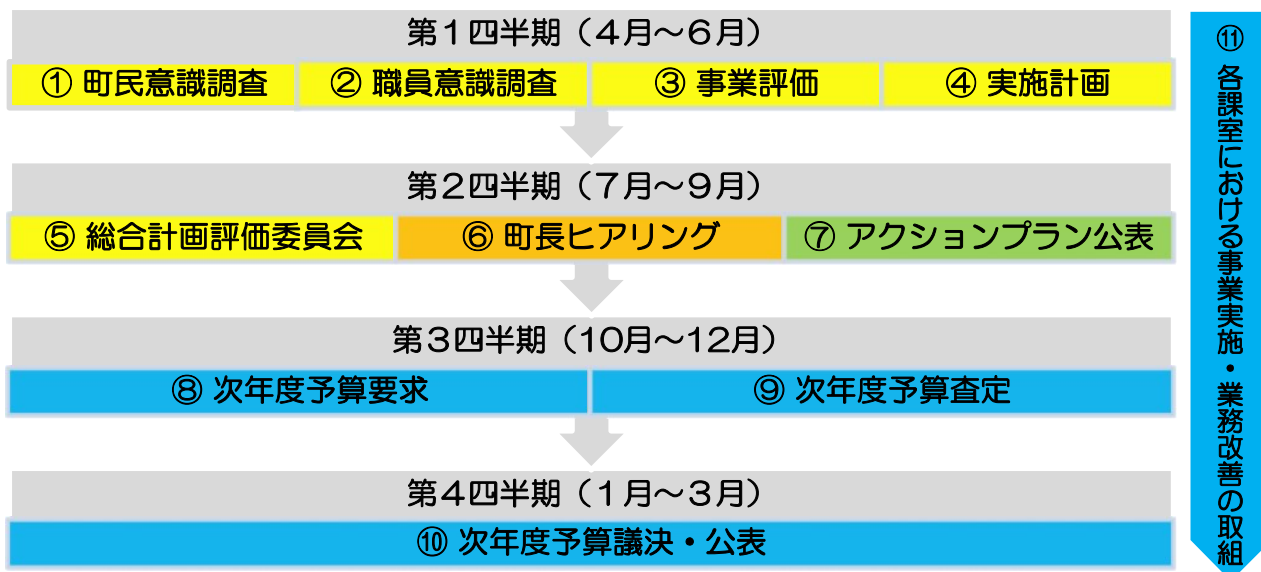 第１四半期（４月～６月）
① 町民意識調査
② 職員意識調査
③ 事業評価
④ 実施計画
第２四半期（７月～９月）
⑤ 総合計画評価委員会
⑥ 町長ヒアリング
⑦ アクションプラン公表
第３四半期（10月～12月）
⑧ 次年度予算要求
⑨ 次年度予算査定
第４四半期（１月～３月）
⑩ 次年度予算議決・公表
⑪ 各課室における事業実施・業務改善の取組